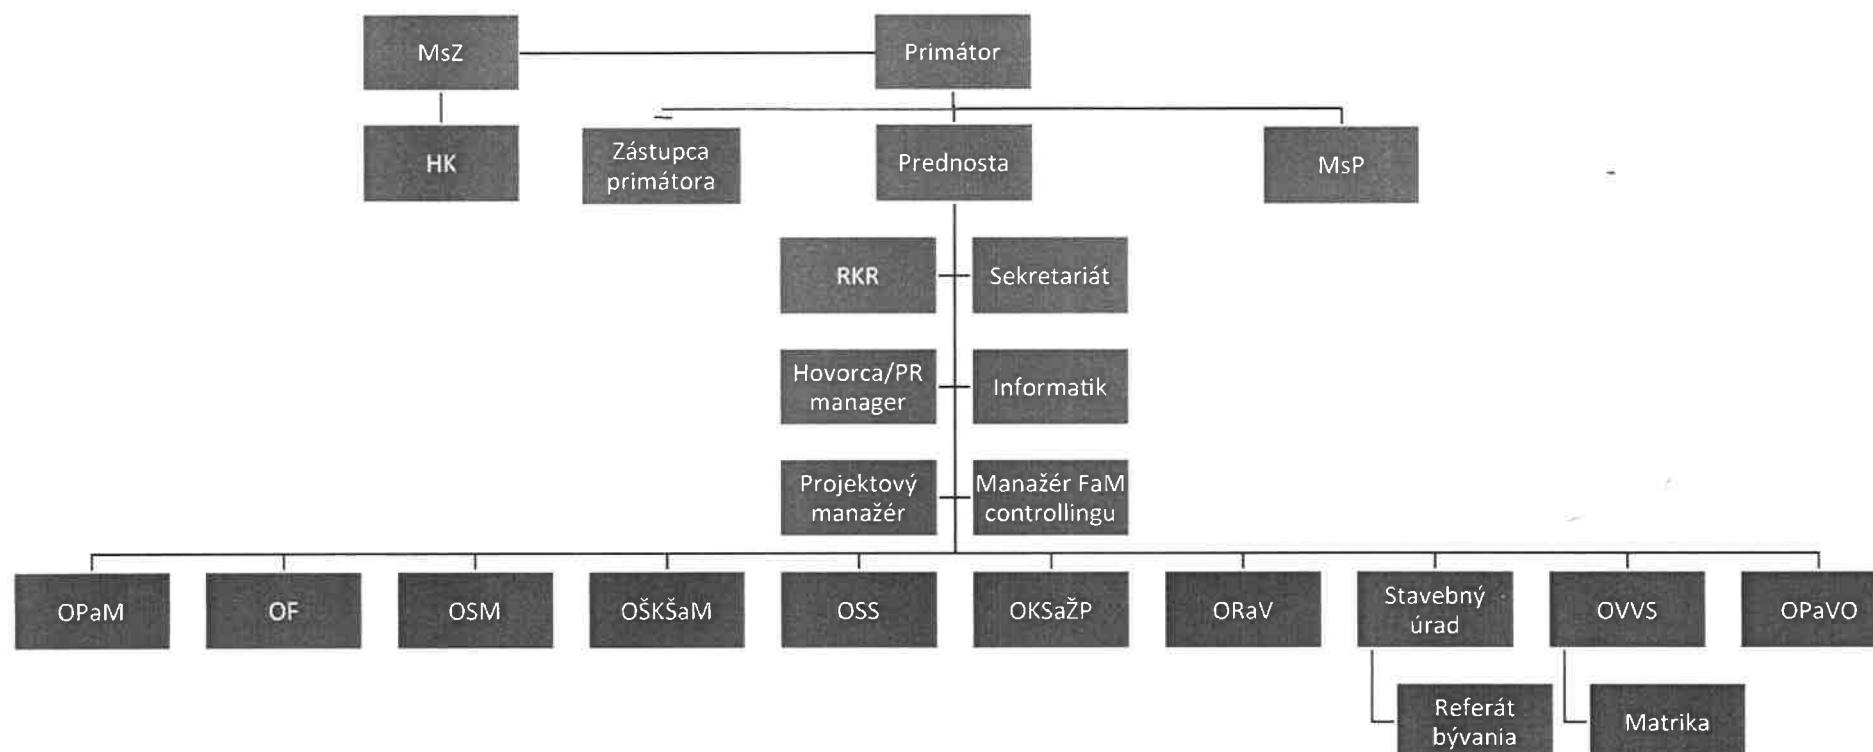 MsZ
Primátor
HK
Zástupca
primátora
Prednosta
MsP
RKR
Sekretariát
Hovorca/PR
manager
Informatik
Projektový
manažér
Manažér FaM
controllingu
OPaM
OF
OSM
OŠKŠaM
OSS
OKSaŽP
ORaV
Stavebný
úrad
OVVS
OPaVO
Referát
bývania
Matrika